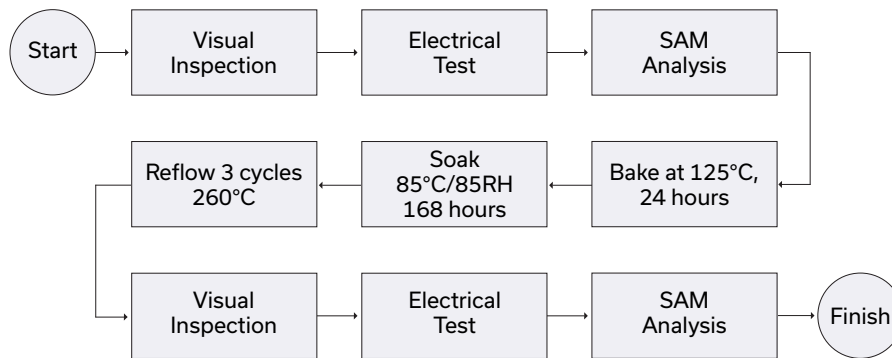 Start
Visual
Inspection
Electrical
Test
SAM
Analysis
Bake at 125°C,
24 hours
Soak
85°C/85RH
168 hours
Reflow 3 cycles
260°C
Visual
Inspection
Electrical
Test
SAM
Analysis
Finish